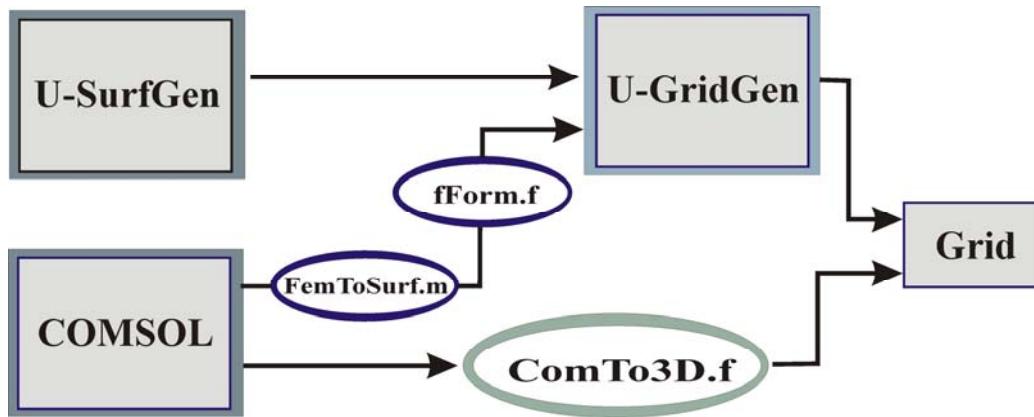 U-SurfGen
U-GridGen
fForm.f
Grid
FemToSurf.m
COMSOL
ComTo3D.f